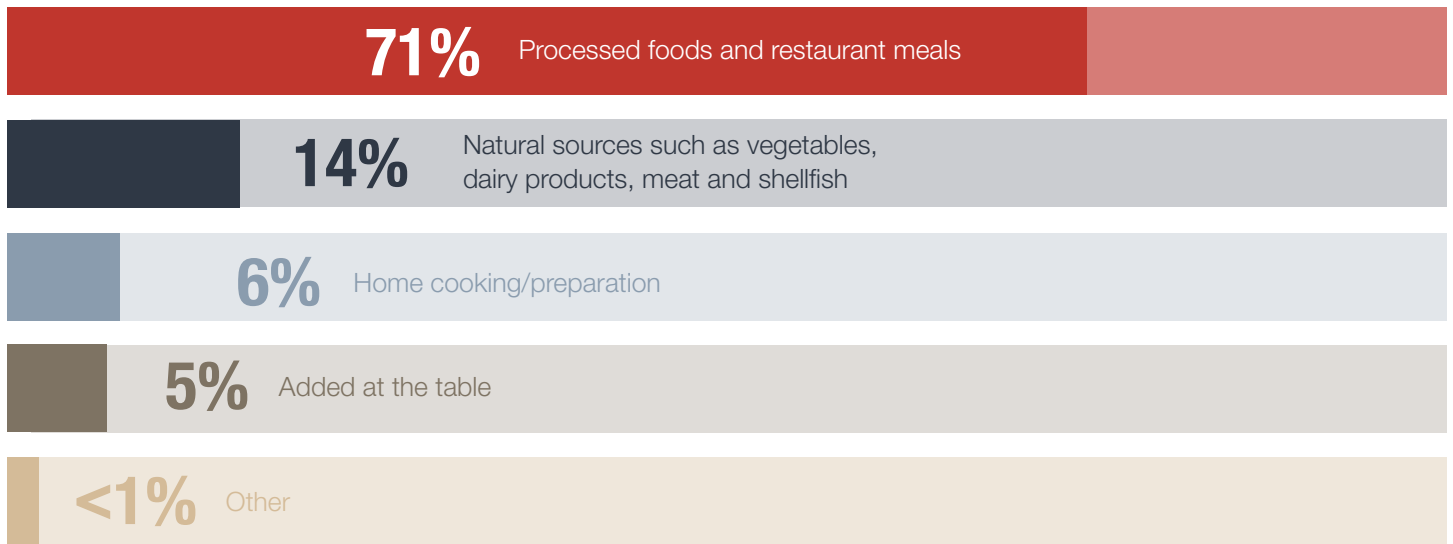 71% Processed foods and restaurant meals
14% Natural sources such as vegetables,
dairy products, meat and shellfish
6% Home cooking/preparation
5% Added at the table
<1% Other